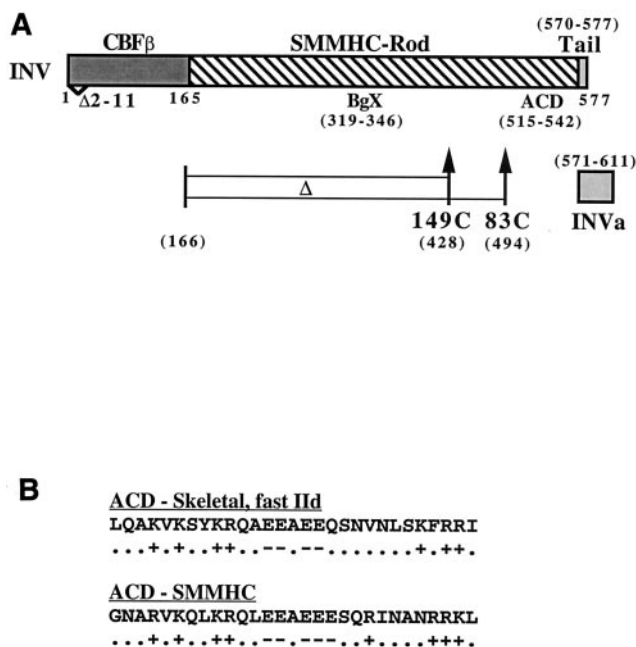 A
(570-577)
CBFβ SMMHC-Rod Tail
INV
1 Δ2-11 165 BgX ACD 577
(319-346) (515-542)
(571-611)
Δ
149C 83C INVa
(166) (428) (494)
B
ACD - Skeletal, fast IId
LQAKVKSYKRQAEEAEEQSNVNLSKFRRI
...+.+..++..--.--.......+.++.
ACD - SMMHC
GNARVKQLKRQLEEAEEESQRINANRRKL
...+.+..++..--.---..+....+++.